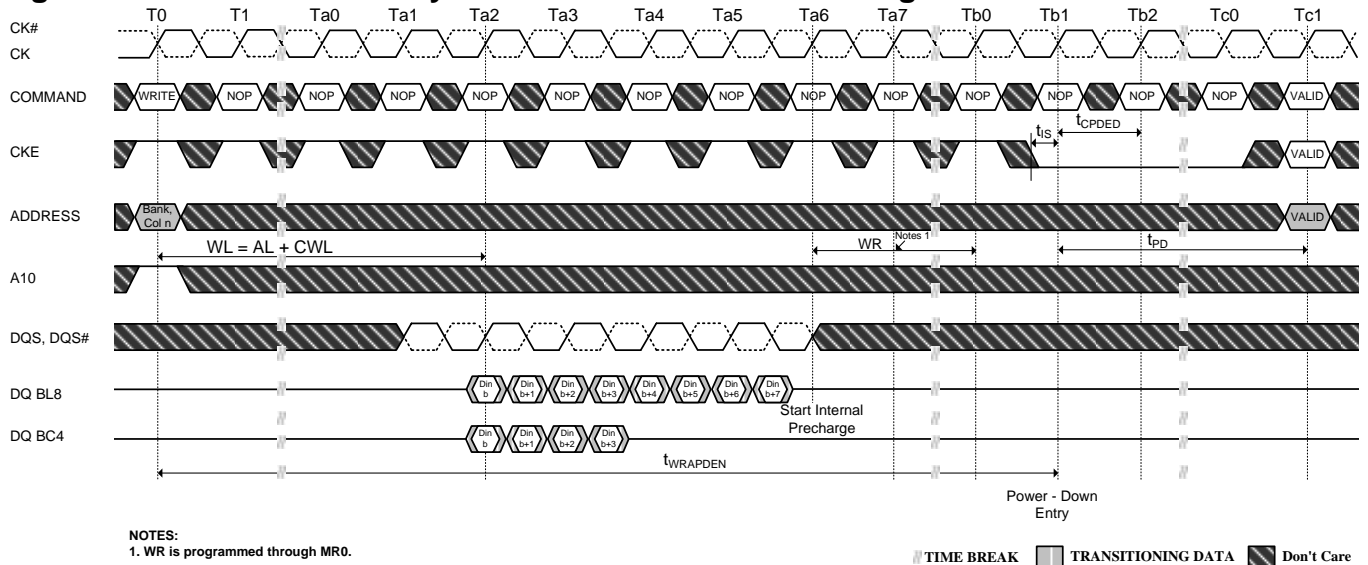 T0 T1 Ta0 Ta1 Ta2 Ta3 Ta4 Ta5 Ta6 Ta7 Tb0 Tb1 Tb2 Tc0 Tc1
CK#
CK
COMMAND WRITE NOP NOP NOP NOP NOP NOP NOP NOP NOP NOP NOP NOP NOP VALID
tIS tCPDED
CKE VALID
ADDRESS Bank, Col n VALID
WL = AL + CWL WR Notes 1 tPD
A10
DQS, DQS#
DQ BL8 Din b Din b+1 Din b+2 Din b+3 Din b+4 Din b+5 Din b+6 Din b+7
Start Internal
Precharge
DQ BC4 Din b Din b+1 Din b+2 Din b+3
tWRAPDEN
Power - Down
Entry
NOTES:
1. WR is programmed through MR0.
TIME BREAK TRANSITIONING DATA Don't Care